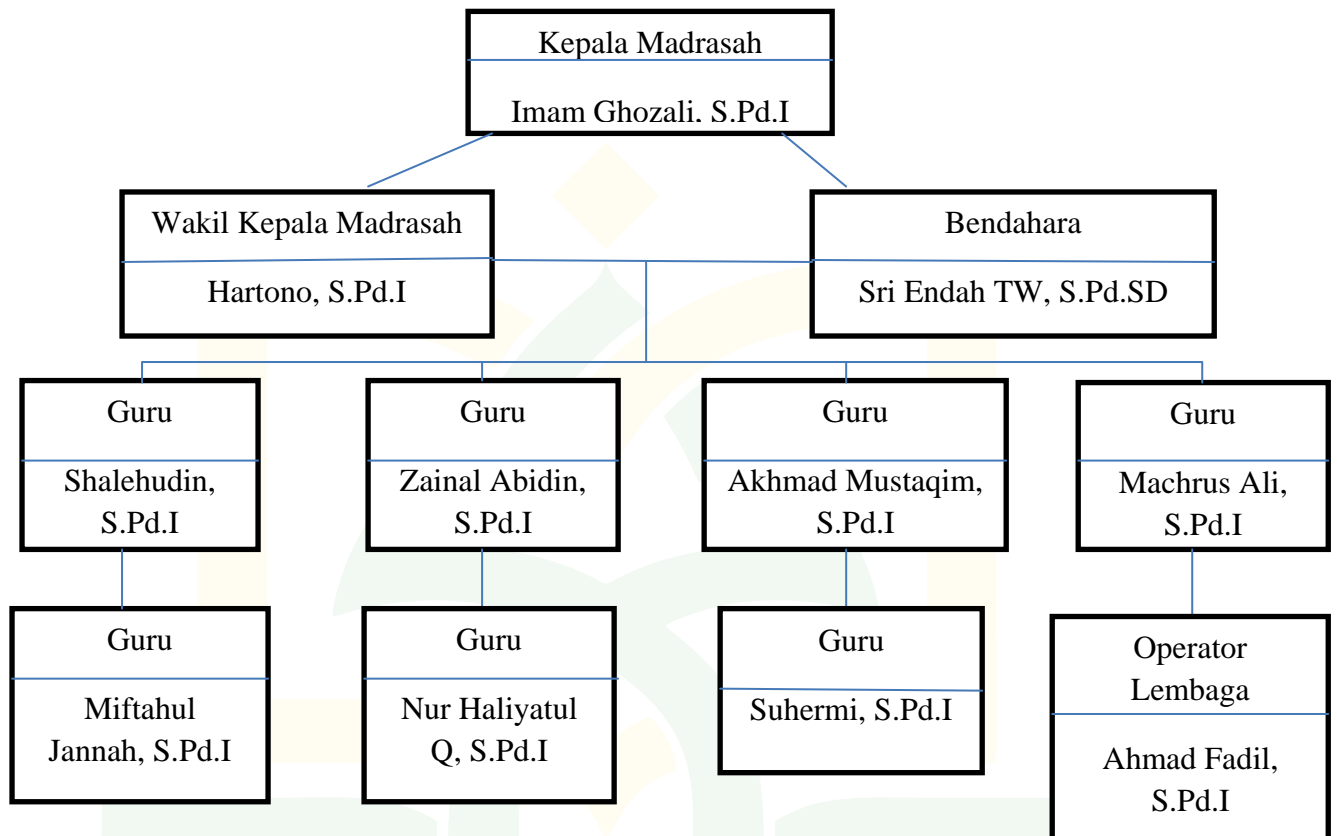 Kepala Madrasah
Imam Ghozali, S.Pd.I
Wakil Kepala Madrasah
Hartono, S.Pd.I
Bendahara
Sri Endah TW, S.Pd.SD
Guru
Shalehudin,
S.Pd.I
Guru
Zainal Abidin,
S.Pd.I
Guru
Akhmad Mustaqim,
S.Pd.I
Guru
Machrus Ali,
S.Pd.I
Guru
Miftahul
Jannah, S.Pd.I
Guru
Nur Haliyatul
Q, S.Pd.I
Guru
Suhermi, S.Pd.I
Operator
Lembaga
Ahmad Fadil,
S.Pd.I